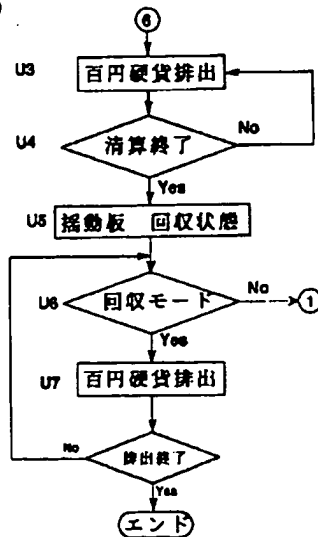 6
U3 百円硬貨排出
No
U4 清算終了
Yes
U5 揺動板 回収状態
U6 回収モード No 1
Yes
U7 百円硬貨排出
No 排出終了
Yes
エンド